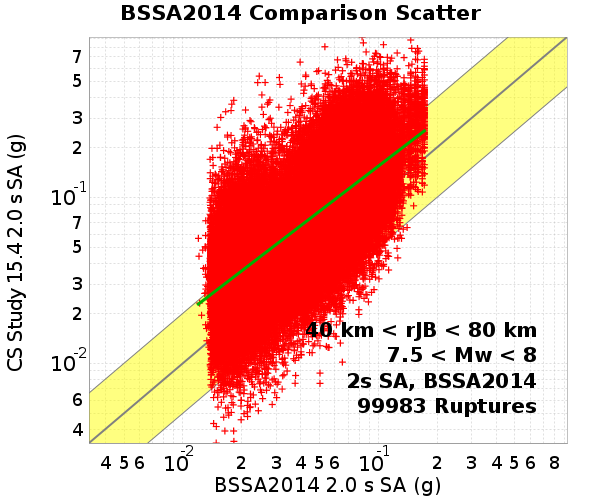 BSSA2014 Comparison Scatter
CS Study 15.4 2.0 s SA (g)
7
5
3
2
10^-1
7
5
3
2
10^-2
6
4
40 km < rJB < 80 km
7.5 < Mw < 8
2s SA, BSSA2014
99983 Ruptures
4 5 6 10^-2 2 3 4 5 6 10^-1 2 3 4 5 6 8
BSSA2014 2.0 s SA (g)